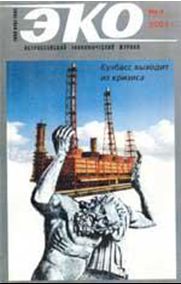 ЭКО
ВСЕРОССИЙСКИЙ ЭКОНОМИЧЕСКИЙ ЖУРНАЛ
Кузбасс выходит
из кризиса